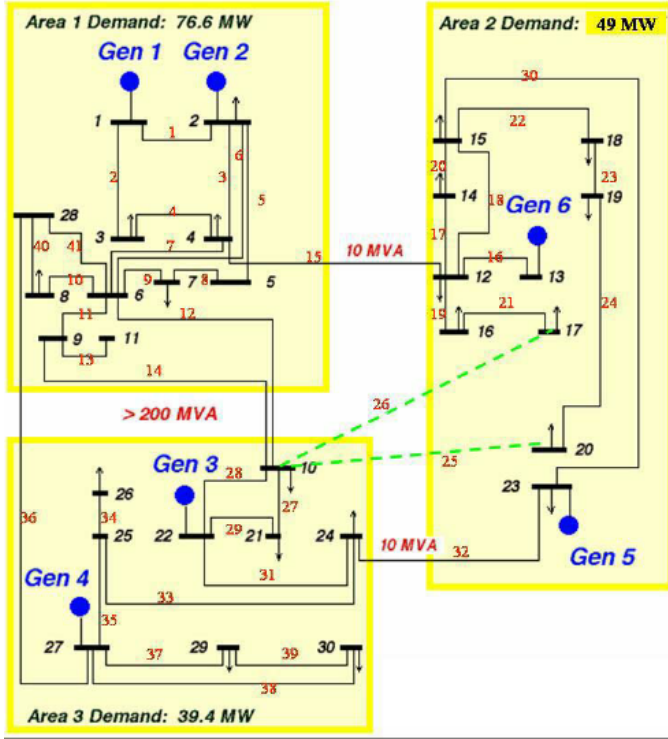 Area 1 Demand: 76.6 MW
Gen 1 Gen 2
1 2
1
6
2 3
5
4
3 4
7
28
40 41
10 9 8
8 6 7 5
11 12
9 11
13
14
15 10 MVA
Area 2 Demand: 49 MW
30
22
15 18
20 23
14 18 19
Gen 6
17
16
12 13
19 21 24
16 17
26
25 20
23
Gen 5
> 200 MVA
Gen 3
28 10
26 27
34 22 29 21 24
25
10 MVA 32
31
36 33
Gen 4
35
27 37 29 39 30
38
Area 3 Demand: 39.4 MW